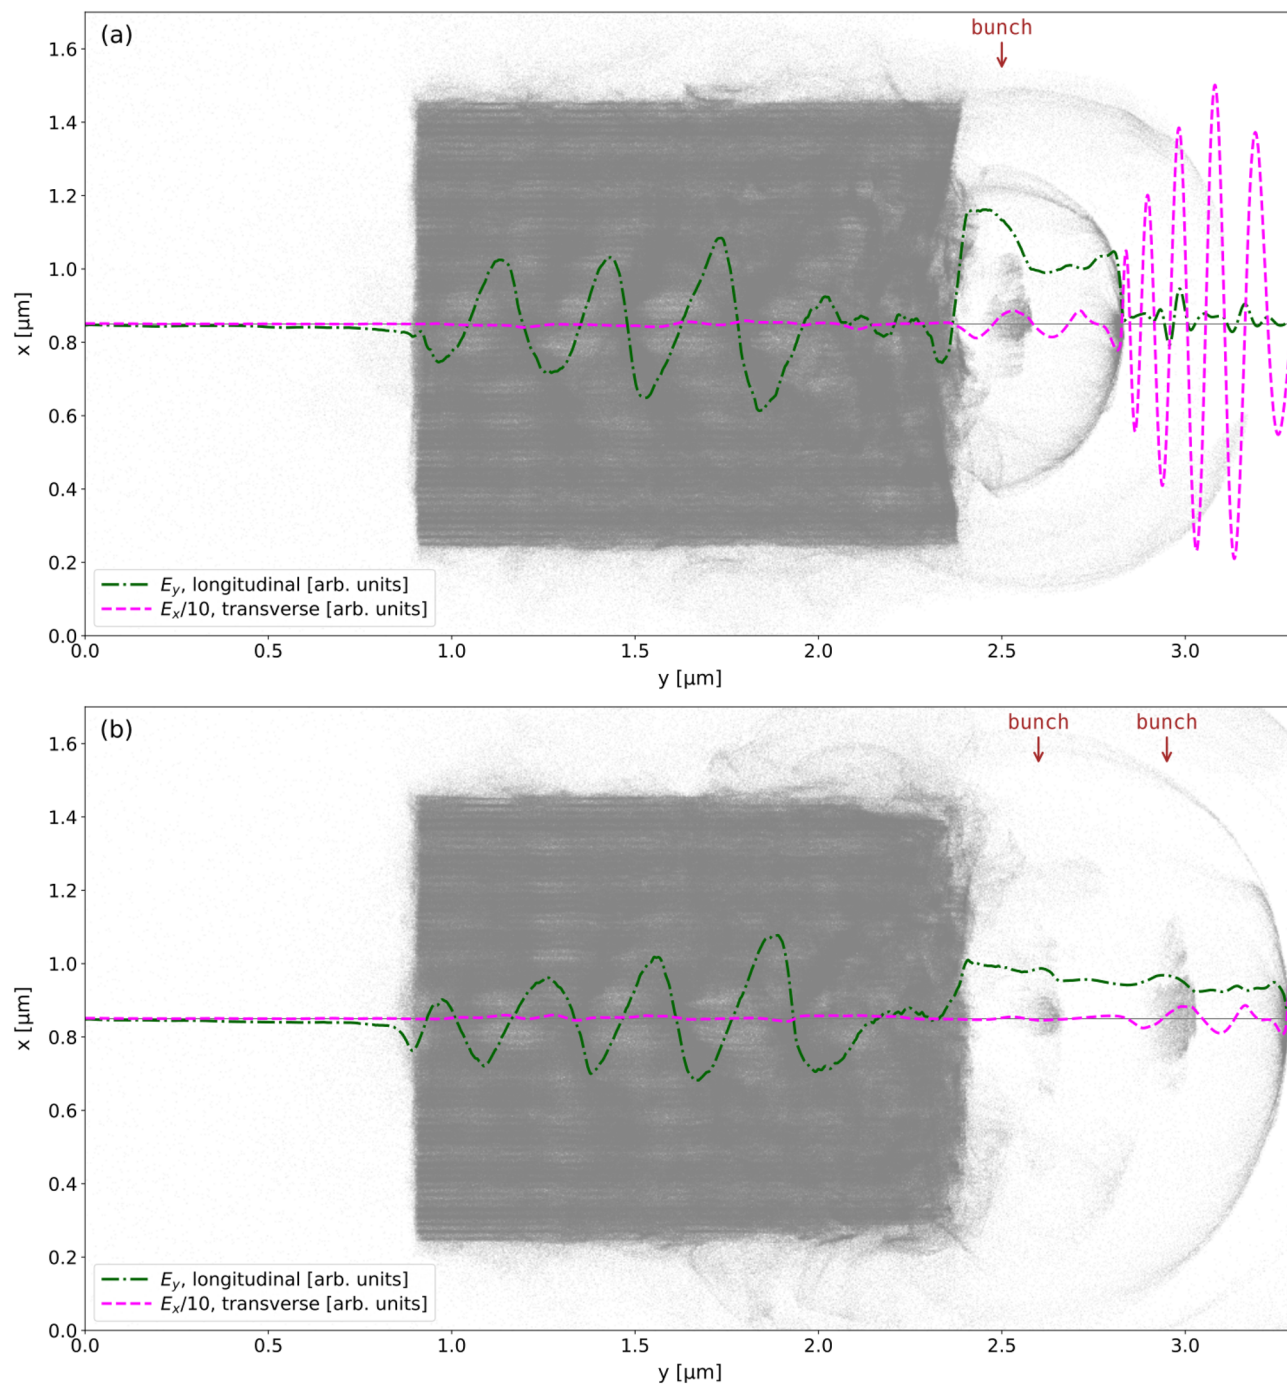 (a)
bunch
1.6
1.4
1.2
1.0
0.8
0.6
0.4
0.2
0.0
x [μm]
E_y, longitudinal [arb. units]
E_x/10, transverse [arb. units]
0.0 0.5 1.0 1.5 2.0 2.5 3.0
y [μm]
(b)
bunch bunch
1.6
1.4
1.2
1.0
0.8
0.6
0.4
0.2
0.0
x [μm]
E_y, longitudinal [arb. units]
E_x/10, transverse [arb. units]
0.0 0.5 1.0 1.5 2.0 2.5 3.0
y [μm]